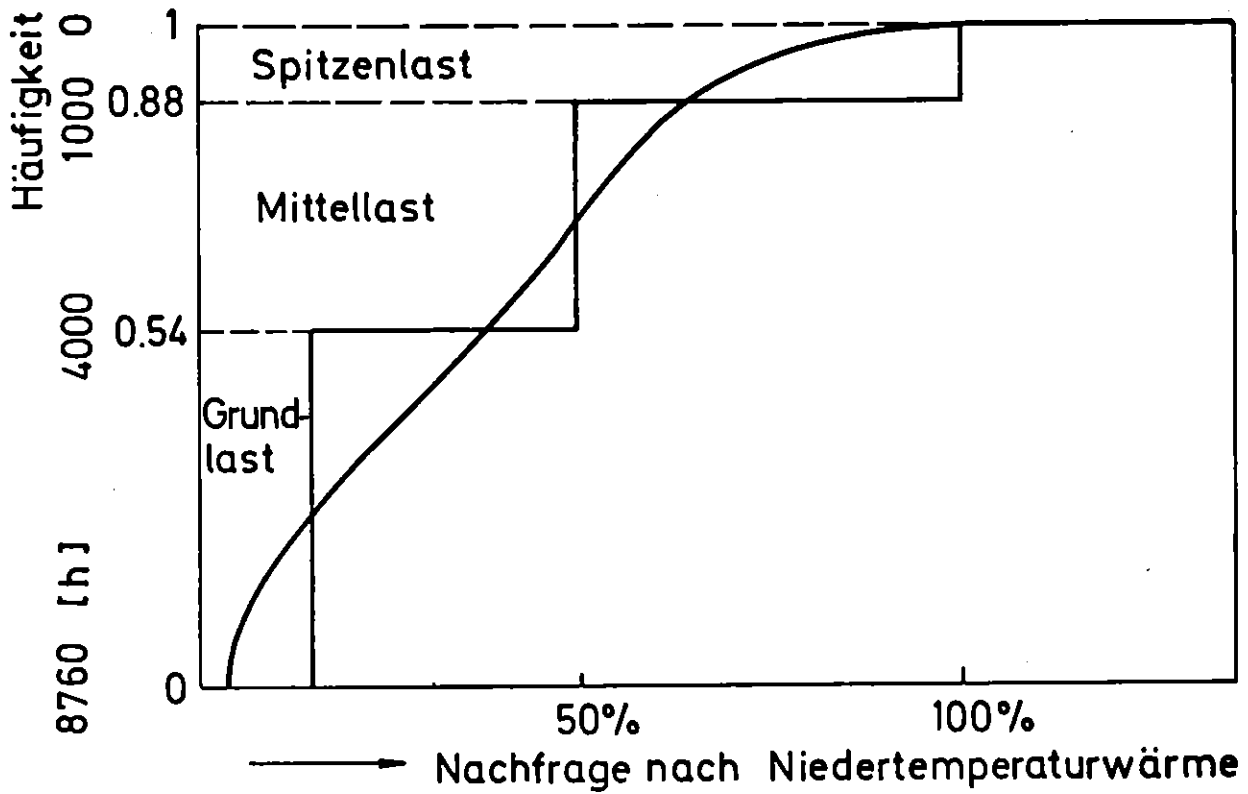 Häufigkeit
0
1000
4000
8760 [h]
1
0.88
0.54
0
Spitzenlast
Mittellast
Grund-
last
50%
100%
Nachfrage nach Niedertemperaturwärme